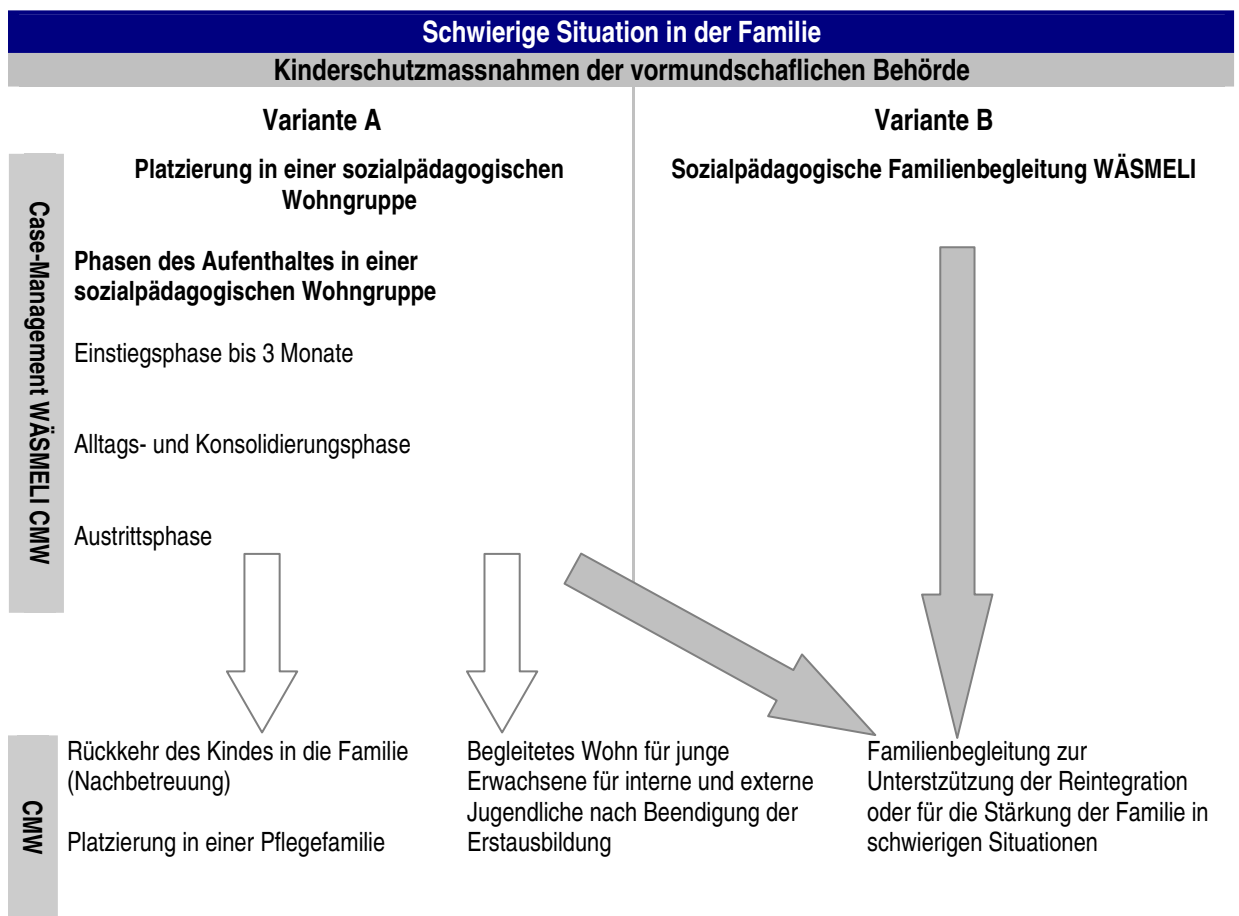 Schwierige Situation in der Familie
Kinderschutzmassnahmen der vormundschaflichen Behörde
Variante A
Variante B
Case-Management WÄSMELI CMW
Platzierung in einer sozialpädagogischen
Wohngruppe
Sozialpädagogische Familienbegleitung WÄSMELI
Phasen des Aufenthaltes in einer
sozialpädagogischen Wohngruppe
Einstiegsphase bis 3 Monate
Alltags- und Konsolidierungsphase
Austrittsphase
CMW
Rückkehr des Kindes in die Familie
(Nachbetreuung)
Platzierung in einer Pflegefamilie
Begleitetes Wohn für junge
Erwachsene für interne und externe
Jugendliche nach Beendigung der
Erstausbildung
Familienbegleitung zur
Unterstzützung der Reintegration
oder für die Stärkung der Familie in
schwierigen Situationen